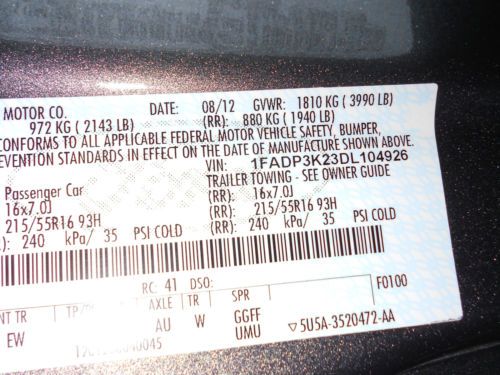 MOTOR CO. DATE: 08/12 GVWR: 1810 KG ( 3990 LB)
972 KG ( 2143 LB) (RR): 880 KG ( 1940 LB)
CONFORMS TO ALL APPLICABLE FEDERAL MOTOR VEHICLE SAFETY, BUMPER,
STANDARDS IN EFFECT ON THE DATE OF MANUFACTURE SHOWN ABOVE.
VIN: 1FADP3K23DL104926
Passenger Car TRAILER TOWING - SEE OWNER GUIDE
16x7.0J (RR): 16x7.0J
215/55R16 93H (RR): 215/55R16 93H
240 kPa/ 35 PSI COLD (RR): 240 kPa/ 35 PSI COLD
RC: 41 DSO: F0100
INT TR AXLE TR SPR
EW AU W GGFF
UMU 5U5A-3520472-AA